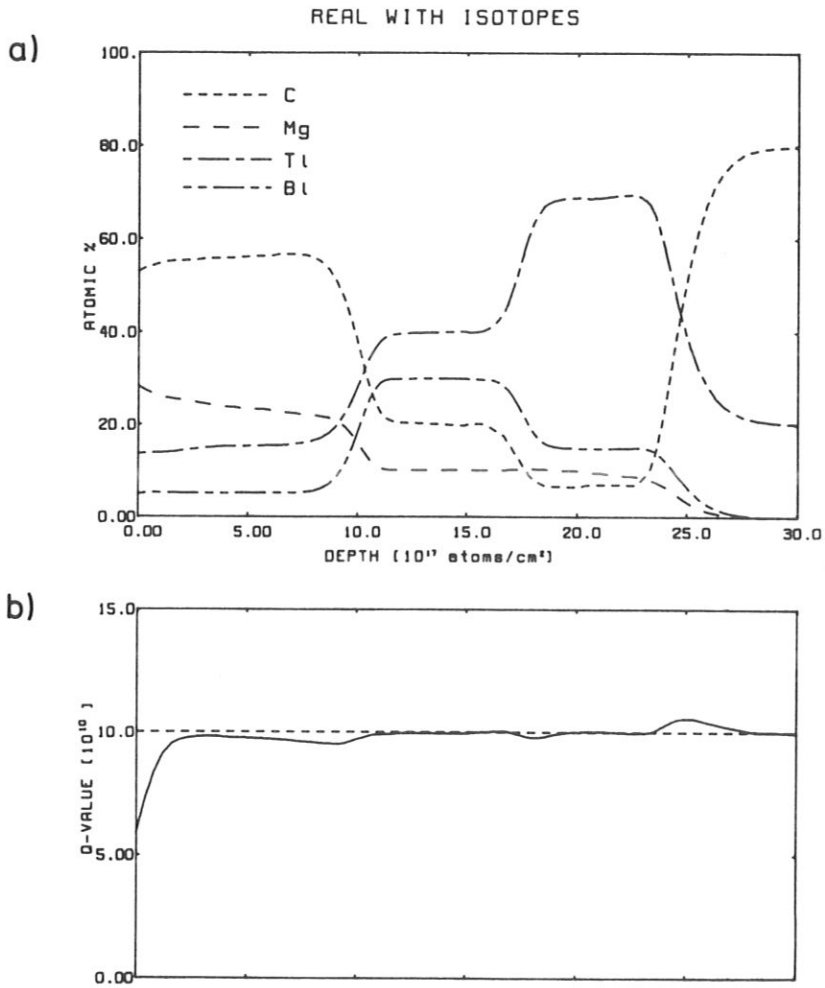 REAL WITH ISOTOPES
a)
100.
80.0
60.0
40.0
20.0
0.00
ATOMIC %
C
Mg
Tl
Bl
0.00 5.00 10.0 15.0 20.0 25.0 30.0
DEPTH [10¹⁷ atoms/cm²]
b)
15.0
10.0
5.00
0.00
Q-VALUE [10¹⁰]